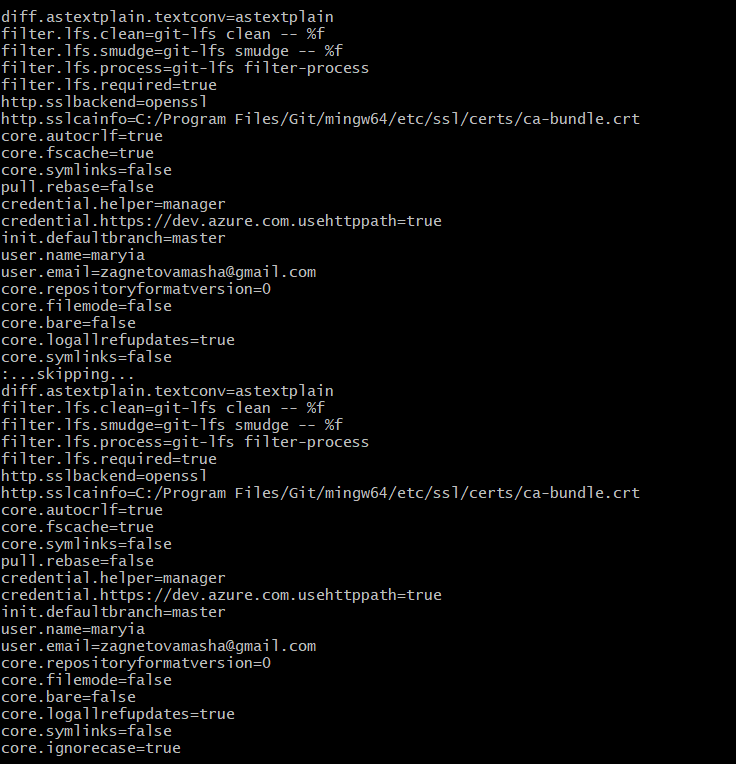 diff.astextplain.textconv=astextplain
filter.lfs.clean=git-lfs clean -- %f
filter.lfs.smudge=git-lfs smudge -- %f
filter.lfs.process=git-lfs filter-process
filter.lfs.required=true
http.sslbackend=openssl
http.sslcainfo=C:/Program Files/Git/mingw64/etc/ssl/certs/ca-bundle.crt
core.autocrlf=true
core.fscache=true
core.symlinks=false
pull.rebase=false
credential.helper=manager
credential.https://dev.azure.com.usehttppath=true
init.defaultbranch=master
user.name=maryia
user.email=zagnetovamasha@gmail.com
core.repositoryformatversion=0
core.filemode=false
core.bare=false
core.logallrefupdates=true
core.symlinks=false
:...skipping...
diff.astextplain.textconv=astextplain
filter.lfs.clean=git-lfs clean -- %f
filter.lfs.smudge=git-lfs smudge -- %f
filter.lfs.process=git-lfs filter-process
filter.lfs.required=true
http.sslbackend=openssl
http.sslcainfo=C:/Program Files/Git/mingw64/etc/ssl/certs/ca-bundle.crt
core.autocrlf=true
core.fscache=true
core.symlinks=false
pull.rebase=false
credential.helper=manager
credential.https://dev.azure.com.usehttppath=true
init.defaultbranch=master
user.name=maryia
user.email=zagnetovamasha@gmail.com
core.repositoryformatversion=0
core.filemode=false
core.bare=false
core.logallrefupdates=true
core.symlinks=false
core.ignorecase=true